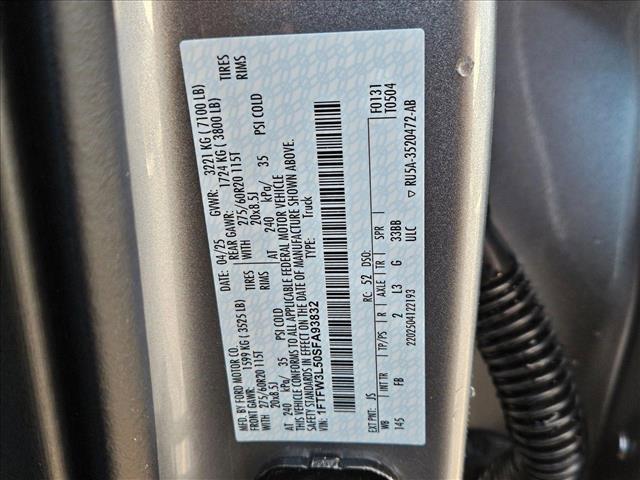 MFD. BY FORD MOTOR CO.
DATE: 04/25 GVWR: 3221 KG ( 7100 LB)
FRONT GAWR: 1599 KG ( 3525 LB) REAR GAWR: 1724 KG ( 3800 LB)
WITH 275/60R20 115T TIRES WITH 275/60R20 115T TIRES
20x8.5J RIMS 20x8.5J RIMS
AT 240 kPa/ 35 PSI COLD AT 240 kPa/ 35 PSI COLD
THIS VEHICLE CONFORMS TO ALL APPLICABLE FEDERAL MOTOR VEHICLE
SAFETY STANDARDS IN EFFECT ON THE DATE OF MANUFACTURE SHOWN ABOVE.
VIN: 1FTFW3L50SFA93832 TYPE: Truck
F0131
T0504
EXT PNT: JS RC: 52 DSO:
WB INT TR TP/PS R AXLE TR SPR
145 FB 2 L3 G 33BB
2202504122193 ULC
RU5A-3520472-AB